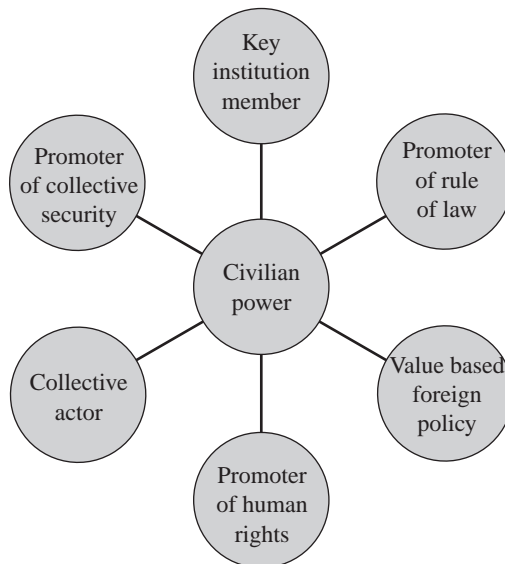 Key
institution
member
Promoter
of collective
security
Promoter
of rule
of law
Civilian
power
Collective
actor
Value based
foreign
policy
Promoter
of human
rights